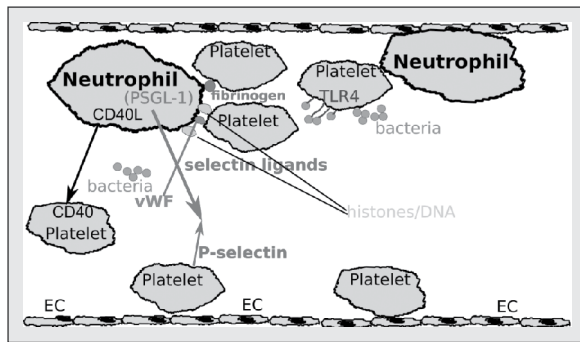 Platelet
Neutrophil
(PSGL-1)
CD40L
fibrinogen
Platelet
Platelet
TLR4
Neutrophil
bacteria
bacteria
selectin ligands
vWF
histones/DNA
CD40
Platelet
P-selectin
Platelet
Platelet
EC
EC
EC